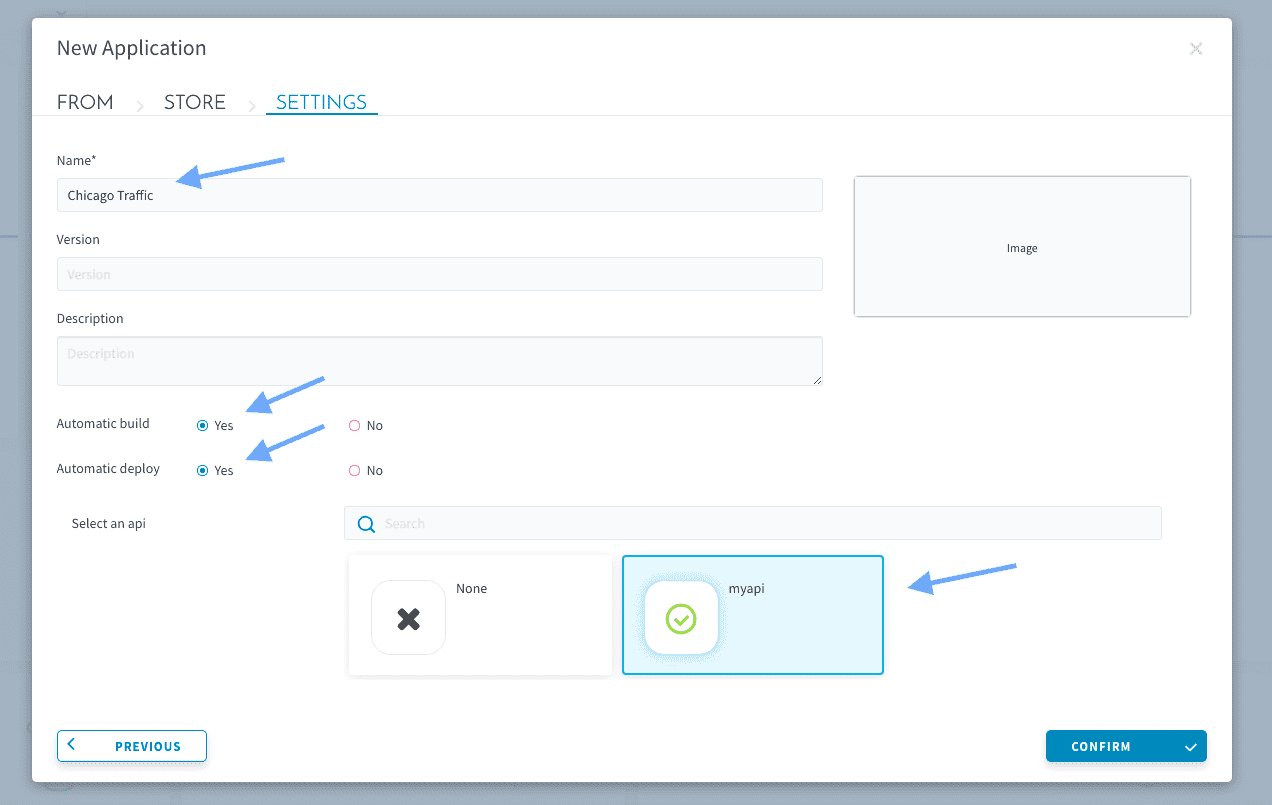 New Application
FROM STORE SETTINGS
Name*
Chicago Traffic
Image
Version
Version
Description
Description
Automatic build Yes No
Automatic deploy Yes No
Select an api Search
None myapi
PREVIOUS CONFIRM